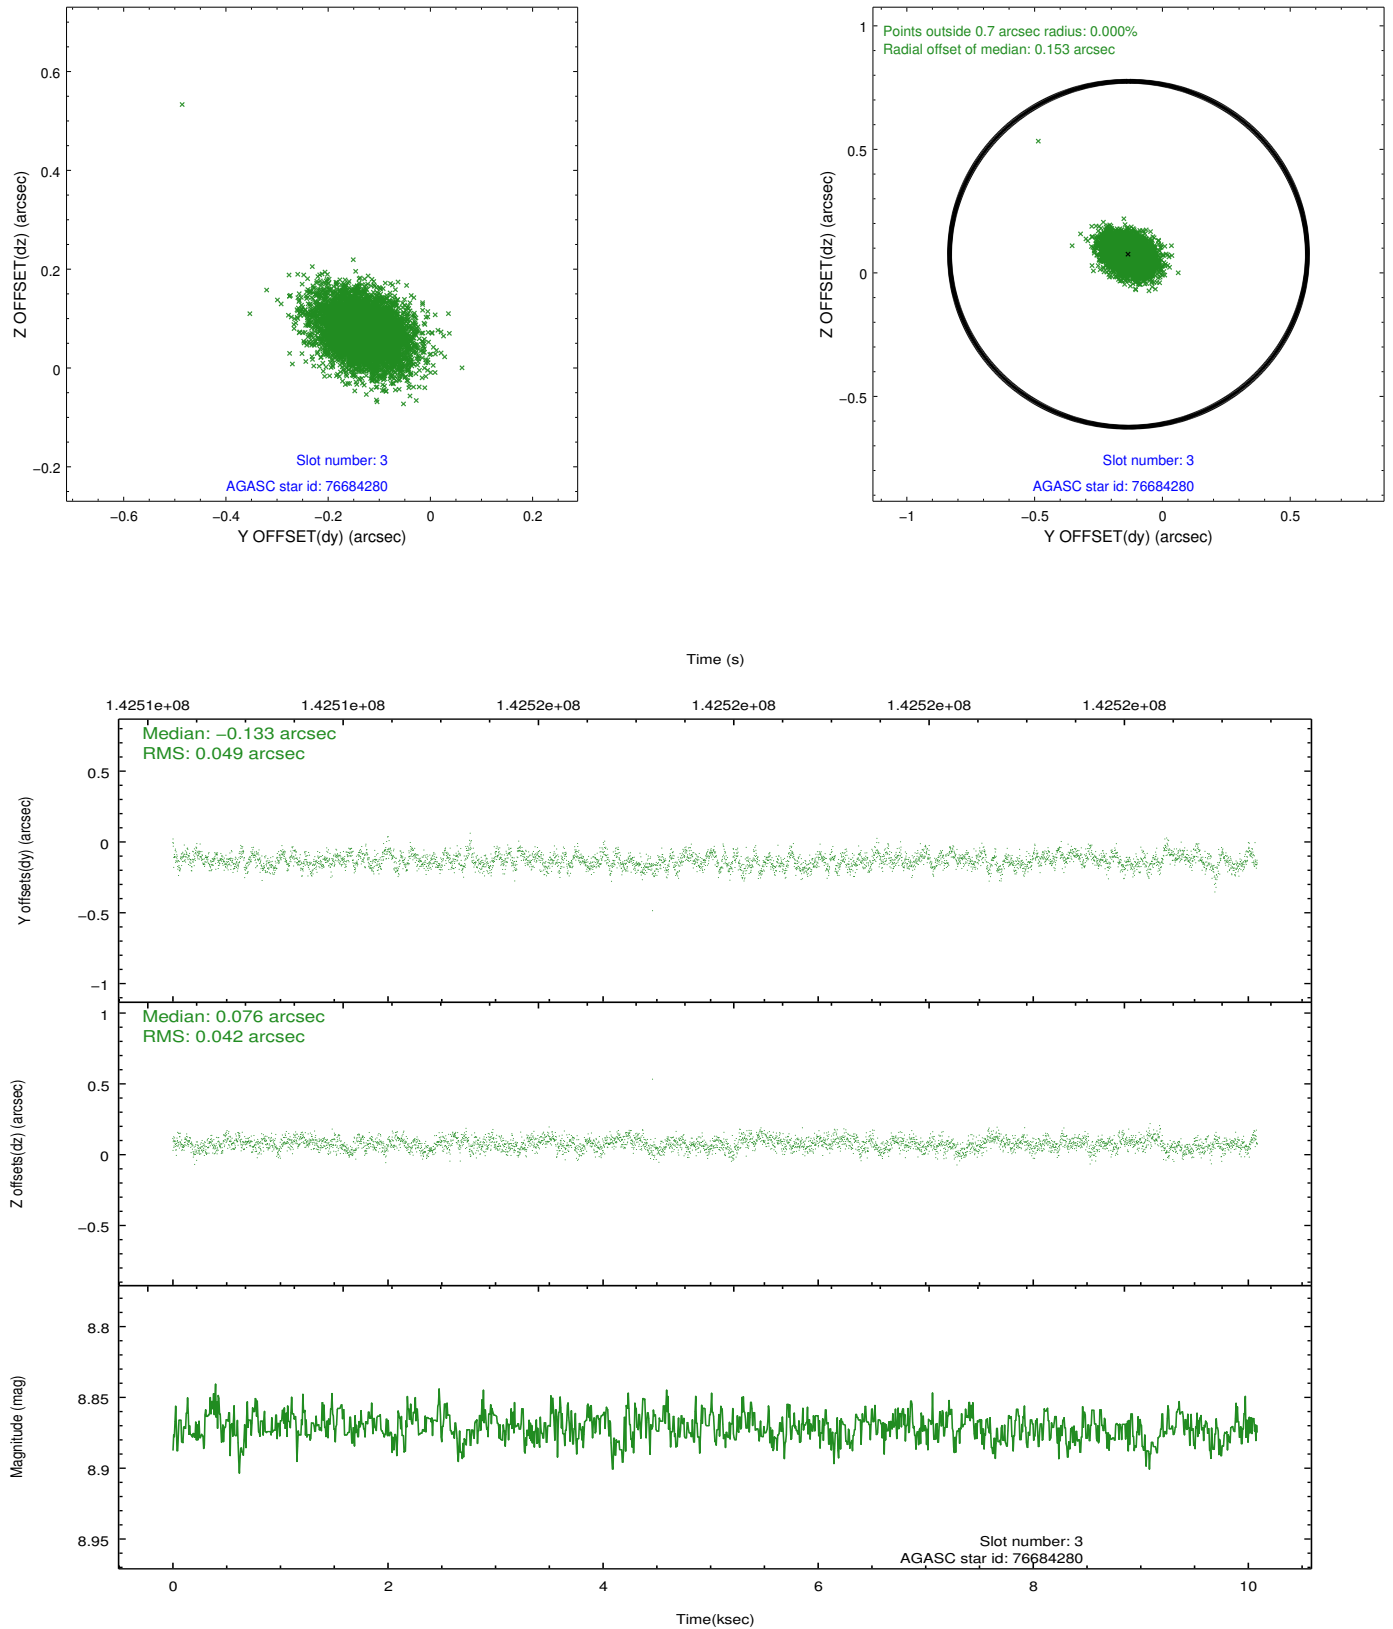 0.6
0.4
0.2
0
−0.2
Z OFFSET(dz) (arcsec)
Slot number: 3
AGASC star id: 76684280
−0.6 −0.4 −0.2 0 0.2
Y OFFSET(dy) (arcsec)
Points outside 0.7 arcsec radius: 0.000%
Radial offset of median: 0.153 arcsec
1
0.5
0
−0.5
Z OFFSET(dz) (arcsec)
Slot number: 3
AGASC star id: 76684280
−1 −0.5 0 0.5
Y OFFSET(dy) (arcsec)
Time (s)
1.4251e+08 1.4251e+08 1.4252e+08 1.4252e+08 1.4252e+08 1.4252e+08
Median: −0.133 arcsec
RMS: 0.049 arcsec
0.5
0
−0.5
−1
Y offsets(dy) (arcsec)
Median: 0.076 arcsec
RMS: 0.042 arcsec
1
0.5
0
−0.5
Z offsets(dz) (arcsec)
8.8
8.85
8.9
8.95
Magnitude (mag)
Slot number: 3
AGASC star id: 76684280
0 2 4 6 8 10
Time(ksec)